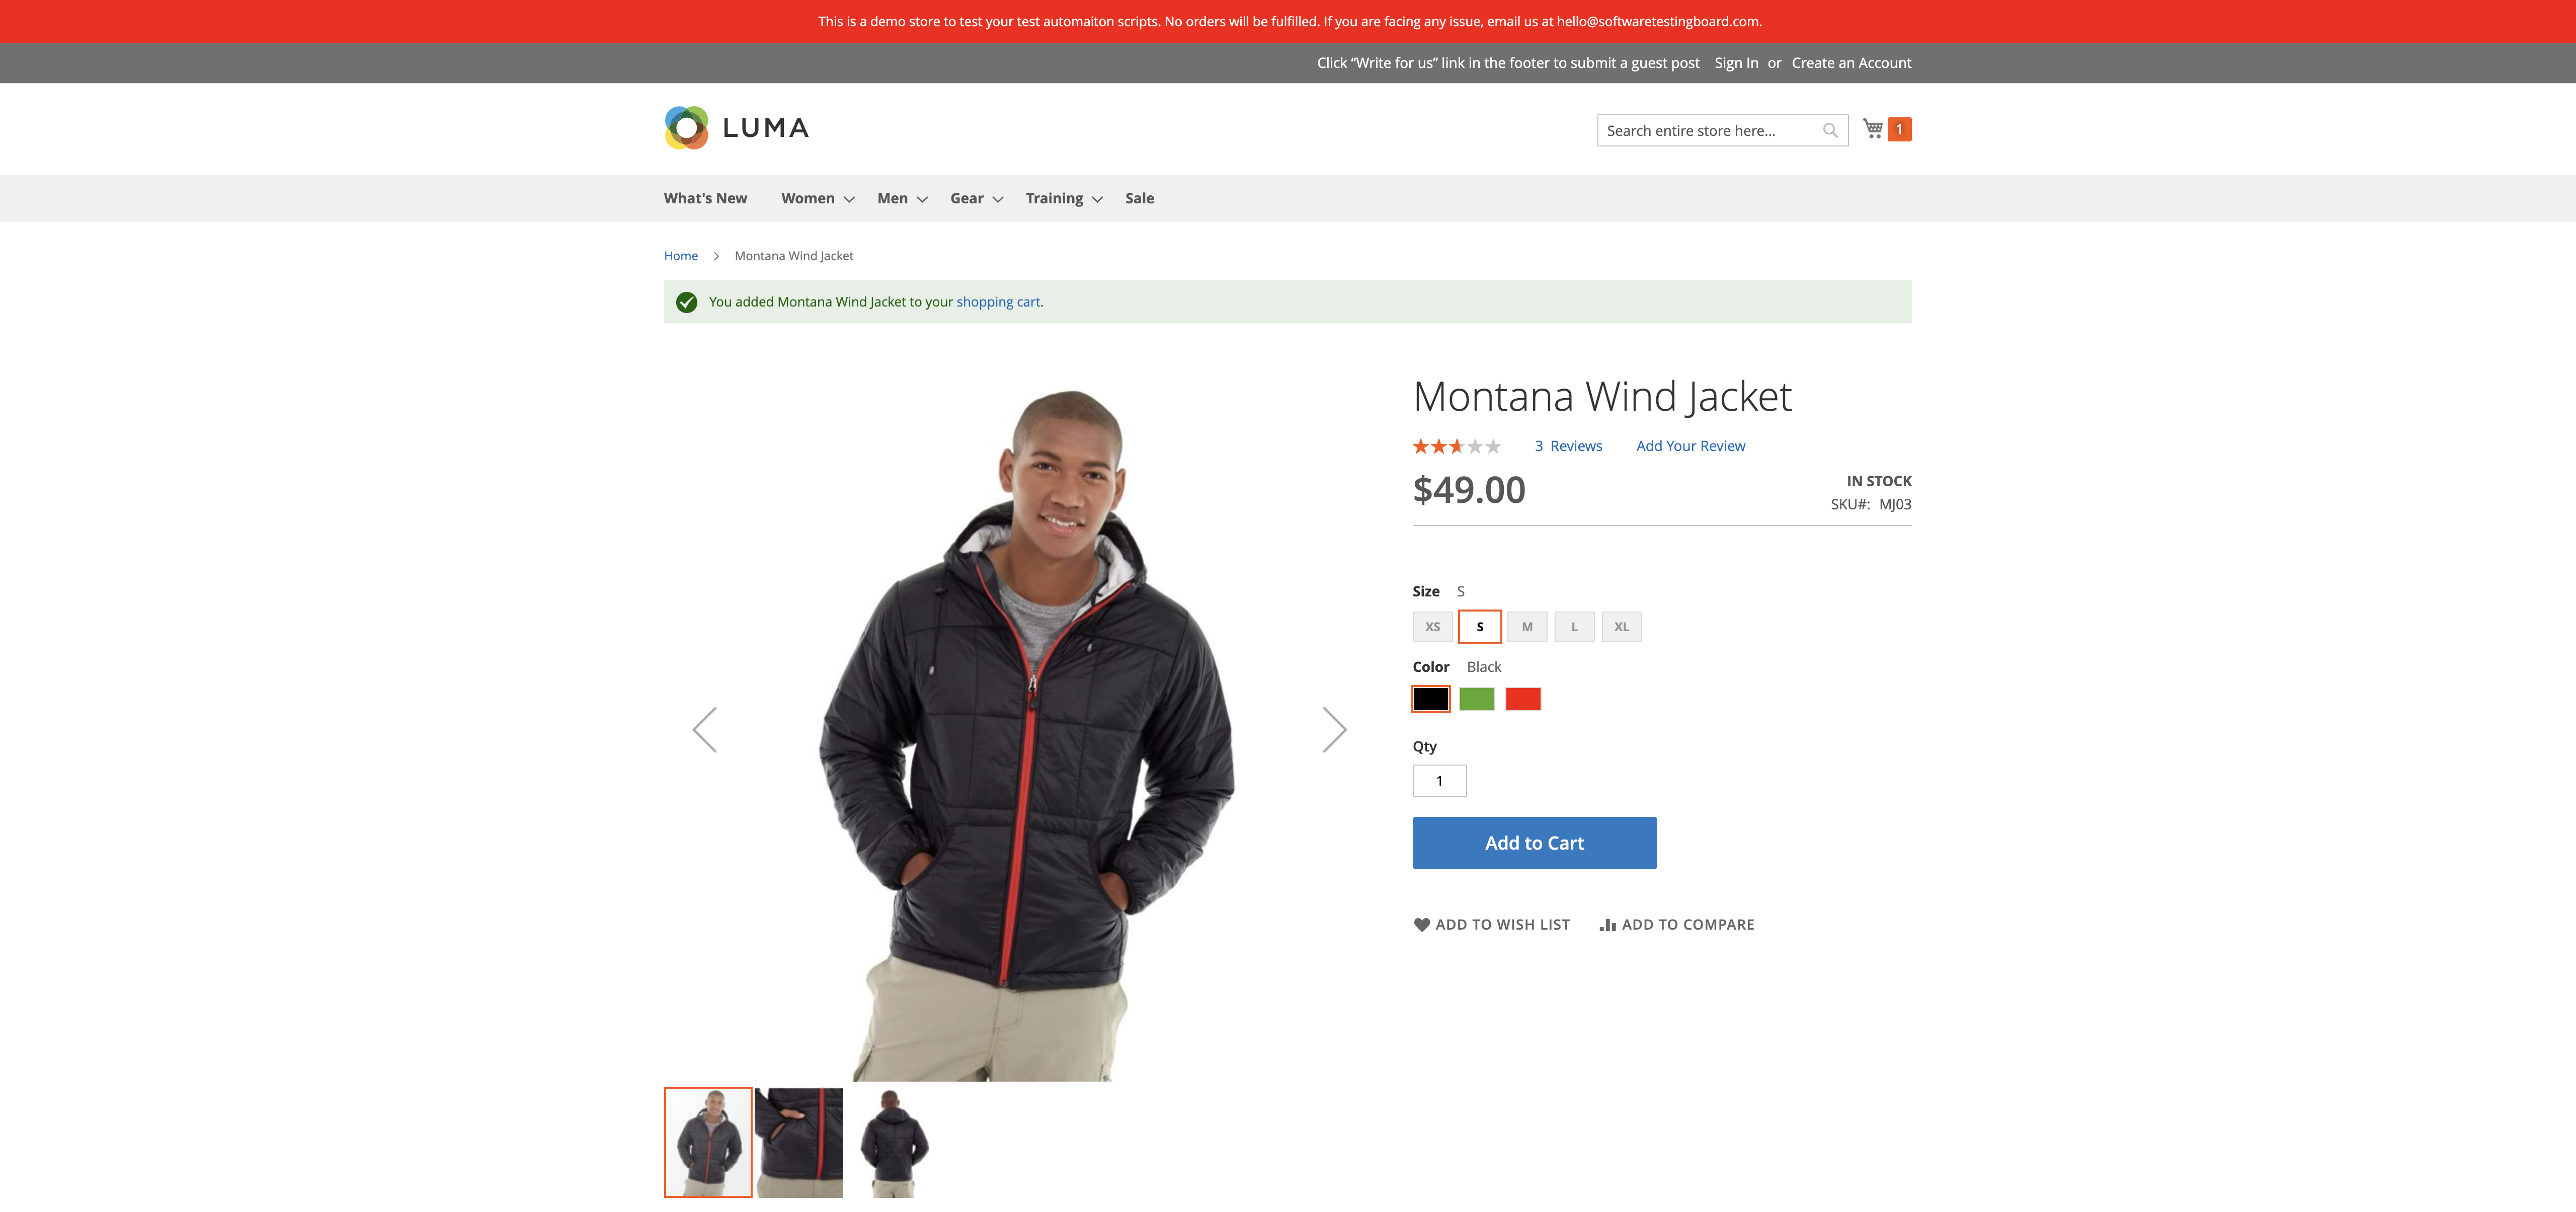 This is a demo store to test your test automaiton scripts. No orders will be fulfilled. If you are facing any issue, email us at hello@softwaretestingboard.com.
Click “Write for us” link in the footer to submit a guest post Sign In or Create an Account
LUMA
Search entire store here...
1
What's New Women Men Gear Training Sale
Home Montana Wind Jacket
You added Montana Wind Jacket to your shopping cart.
Montana Wind Jacket
3 Reviews Add Your Review
$49.00
IN STOCK
SKU#: MJ03
Size S
XS S M L XL
Color Black
Qty
1
Add to Cart
ADD TO WISH LIST ADD TO COMPARE